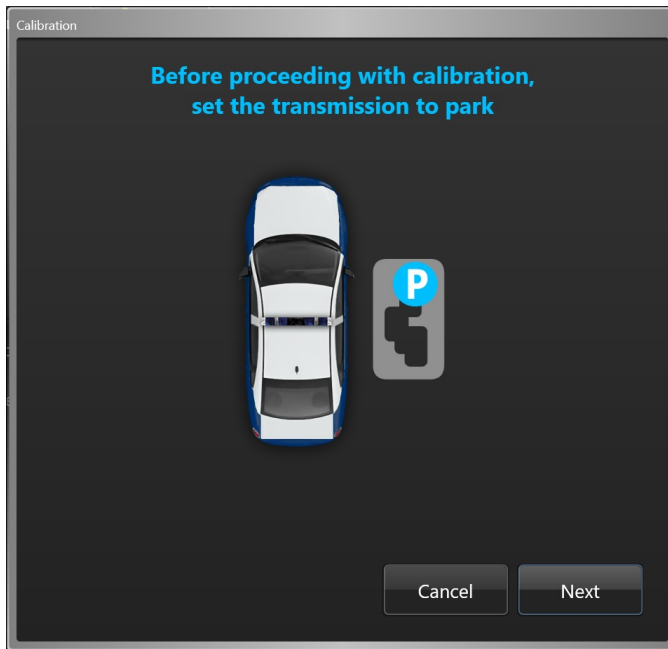 Calibration
Before proceeding with calibration,
set the transmission to park
P
Cancel
Next